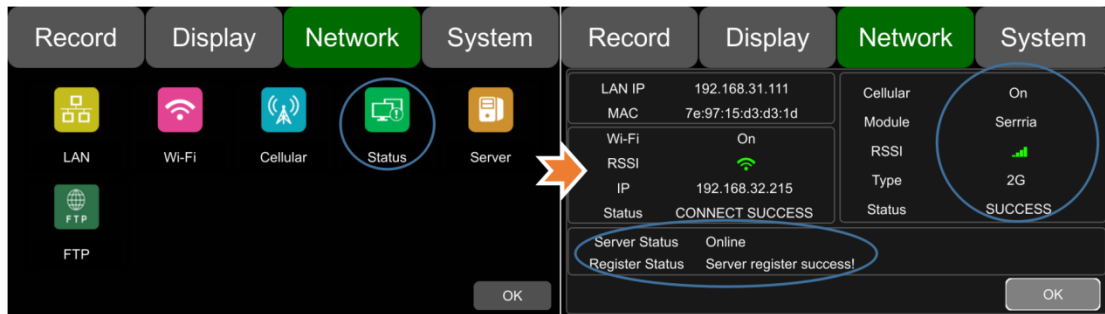 Record Display Network System
LAN Wi-Fi Cellular Status Server
FTP
FTP
OK
Record Display Network System
LAN IP 192.168.31.111
MAC 7e:97:15:d3:d3:1d
Wi-Fi On
RSSI
IP 192.168.32.215
Status CONNECT SUCCESS
Cellular On
Module Serrria
RSSI
Type 2G
Status SUCCESS
Server Status Online
Register Status Server register success!
OK